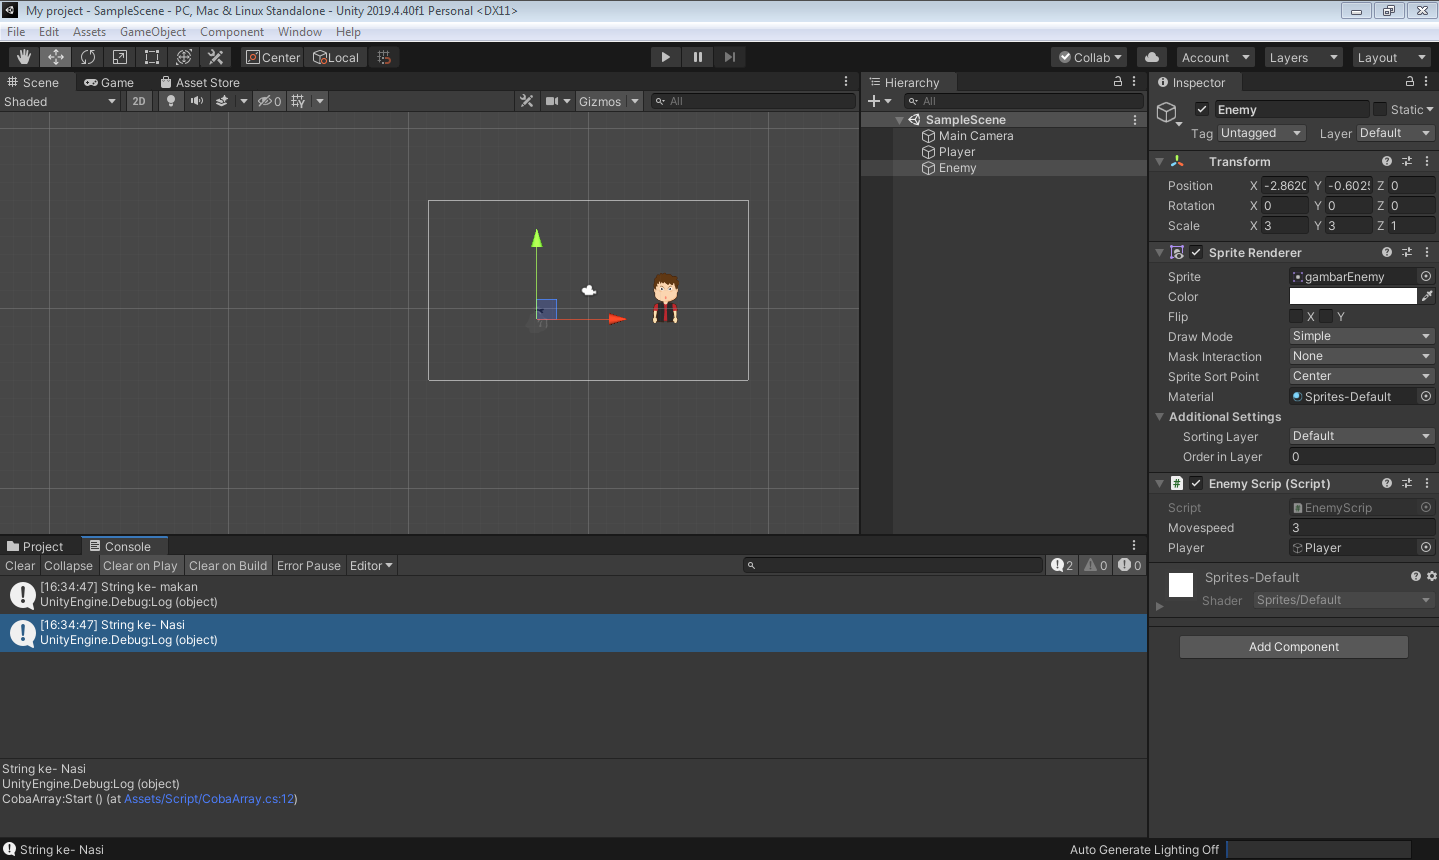 My project - SampleScene - PC, Mac & Linux Standalone - Unity 2019.4.40f1 Personal <DX11>
File Edit Assets GameObject Component Window Help
Center Local Collab Account Layers Layout
Scene Game Asset Store
Shaded 2D 0 Gizmos All
Hierarchy
All
SampleScene
Main Camera
Player
Enemy
Inspector
Enemy Static
Tag Untagged Layer Default
Transform
Position X -2.862 Y -0.602 Z 0
Rotation X 0 Y 0 Z 0
Scale X 3 Y 3 Z 1
Sprite Renderer
Sprite gambarEnemy
Color
Flip X Y
Draw Mode Simple
Mask Interaction None
Sprite Sort Point Center
Material Sprites-Default
Additional Settings
Sorting Layer Default
Order in Layer 0
# Enemy Scrip (Script)
Script EnemyScrip
Movespeed 3
Player Player
Sprites-Default
Shader Sprites/Default
Add Component
Project Console
Clear Collapse Clear on Play Clear on Build Error Pause Editor 2 0 0
[16:34:47] String ke- makan
UnityEngine.Debug:Log (object)
[16:34:47] String ke- Nasi
UnityEngine.Debug:Log (object)
String ke- Nasi
UnityEngine.Debug:Log (object)
CobaArray:Start () (at Assets/Script/CobaArray.cs:12)
String ke- Nasi
Auto Generate Lighting Off